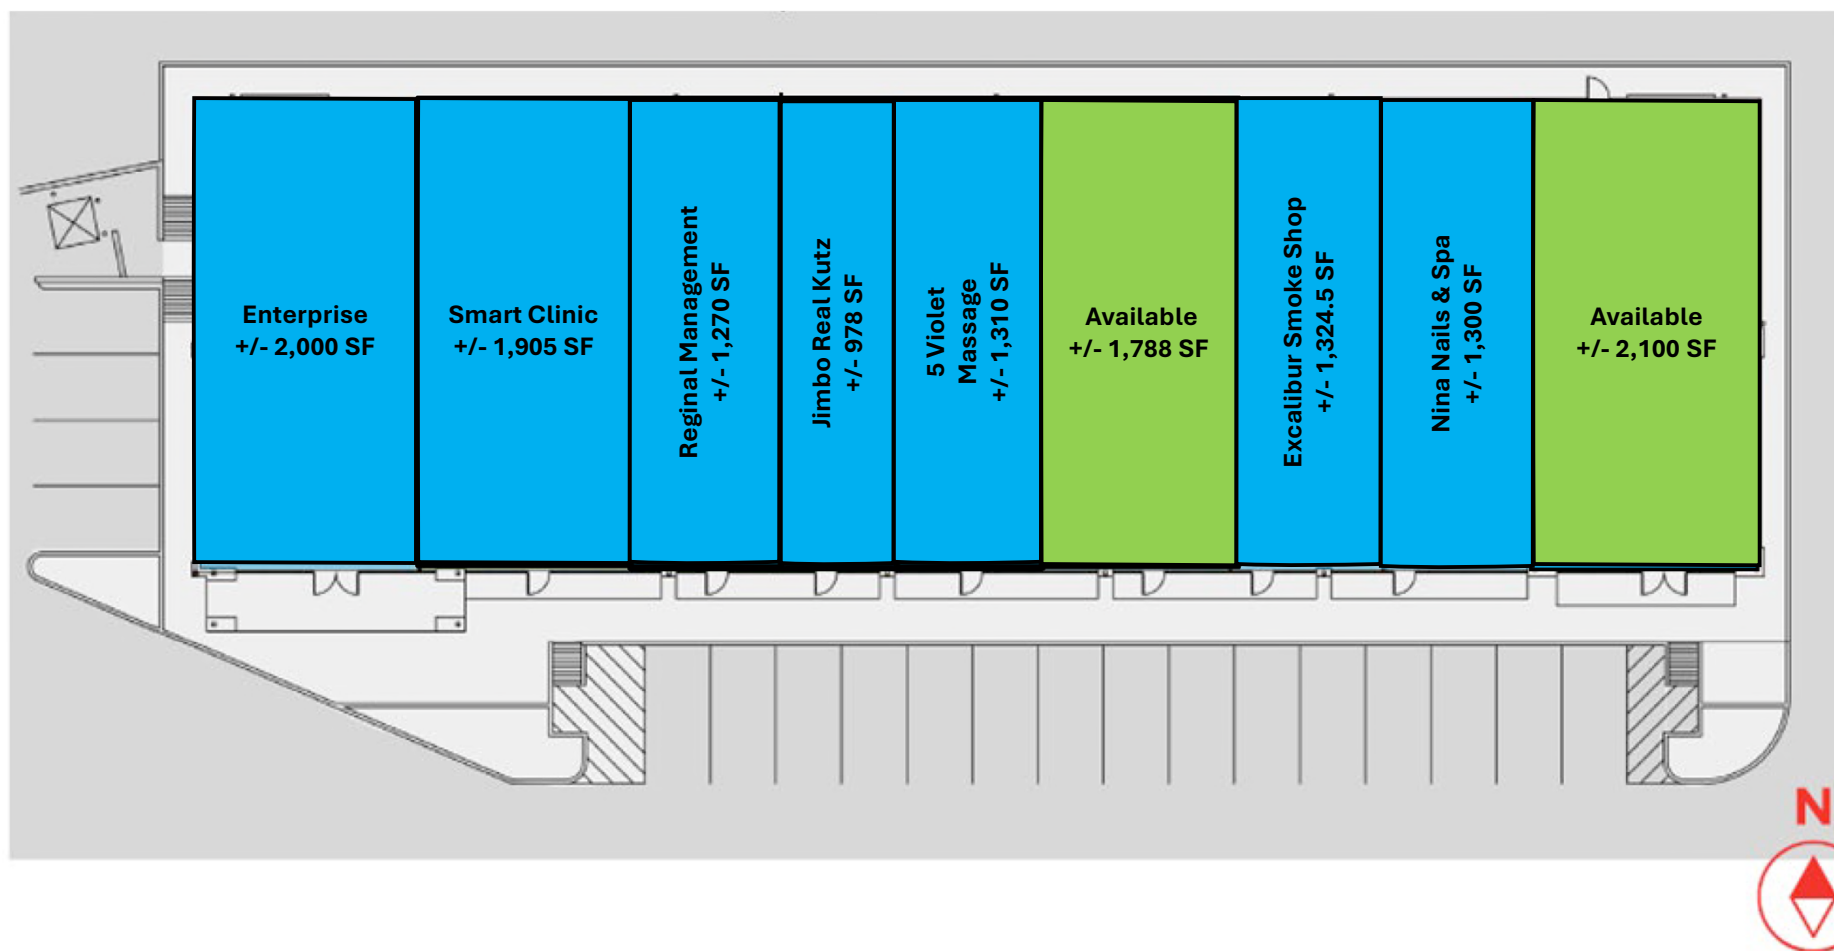 Enterprise
+/- 2,000 SF
Smart Clinic
+/- 1,905 SF
Reginal Management
+/- 1,270 SF
Jimbo Real Kutz
+/- 978 SF
5 Violet
Massage
+/- 1,310 SF
Available
+/- 1,788 SF
Excalibur Smoke Shop
+/- 1,324.5 SF
Nina Nails & Spa
+/- 1,300 SF
Available
+/- 2,100 SF
N